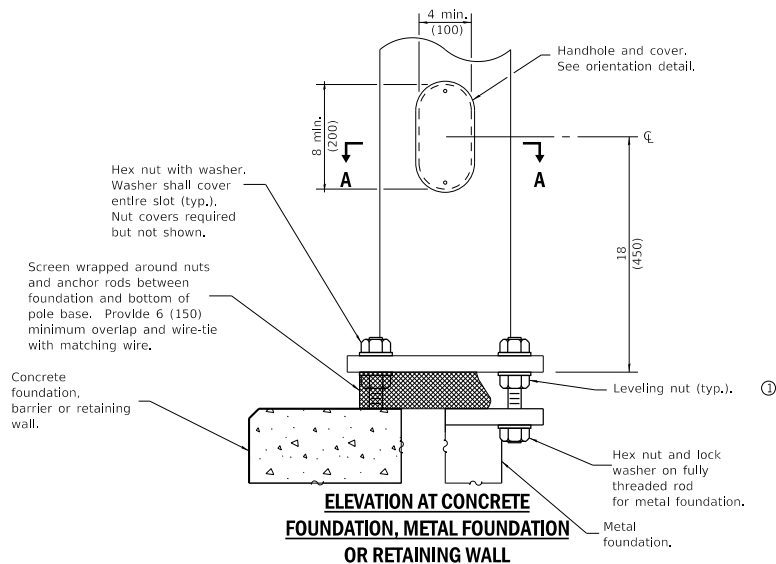 4 min.
(100)
Handhole and cover.
See orientation detail.
8 min.
(200)
℄
A
A
Hex nut with washer.
Washer shall cover
entire slot (typ.).
Nut covers required
but not shown.
18
(450)
Screen wrapped around nuts
and anchor rods between
foundation and bottom of
pole base. Provide 6 (150)
minimum overlap and wire-tie
with matching wire.
Concrete
foundation,
barrier or retaining
wall.
Leveling nut (typ.). ①
Hex nut and lock
washer on fully
threaded rod
for metal foundation.
Metal
foundation.
ELEVATION AT CONCRETE
FOUNDATION, METAL FOUNDATION
OR RETAINING WALL